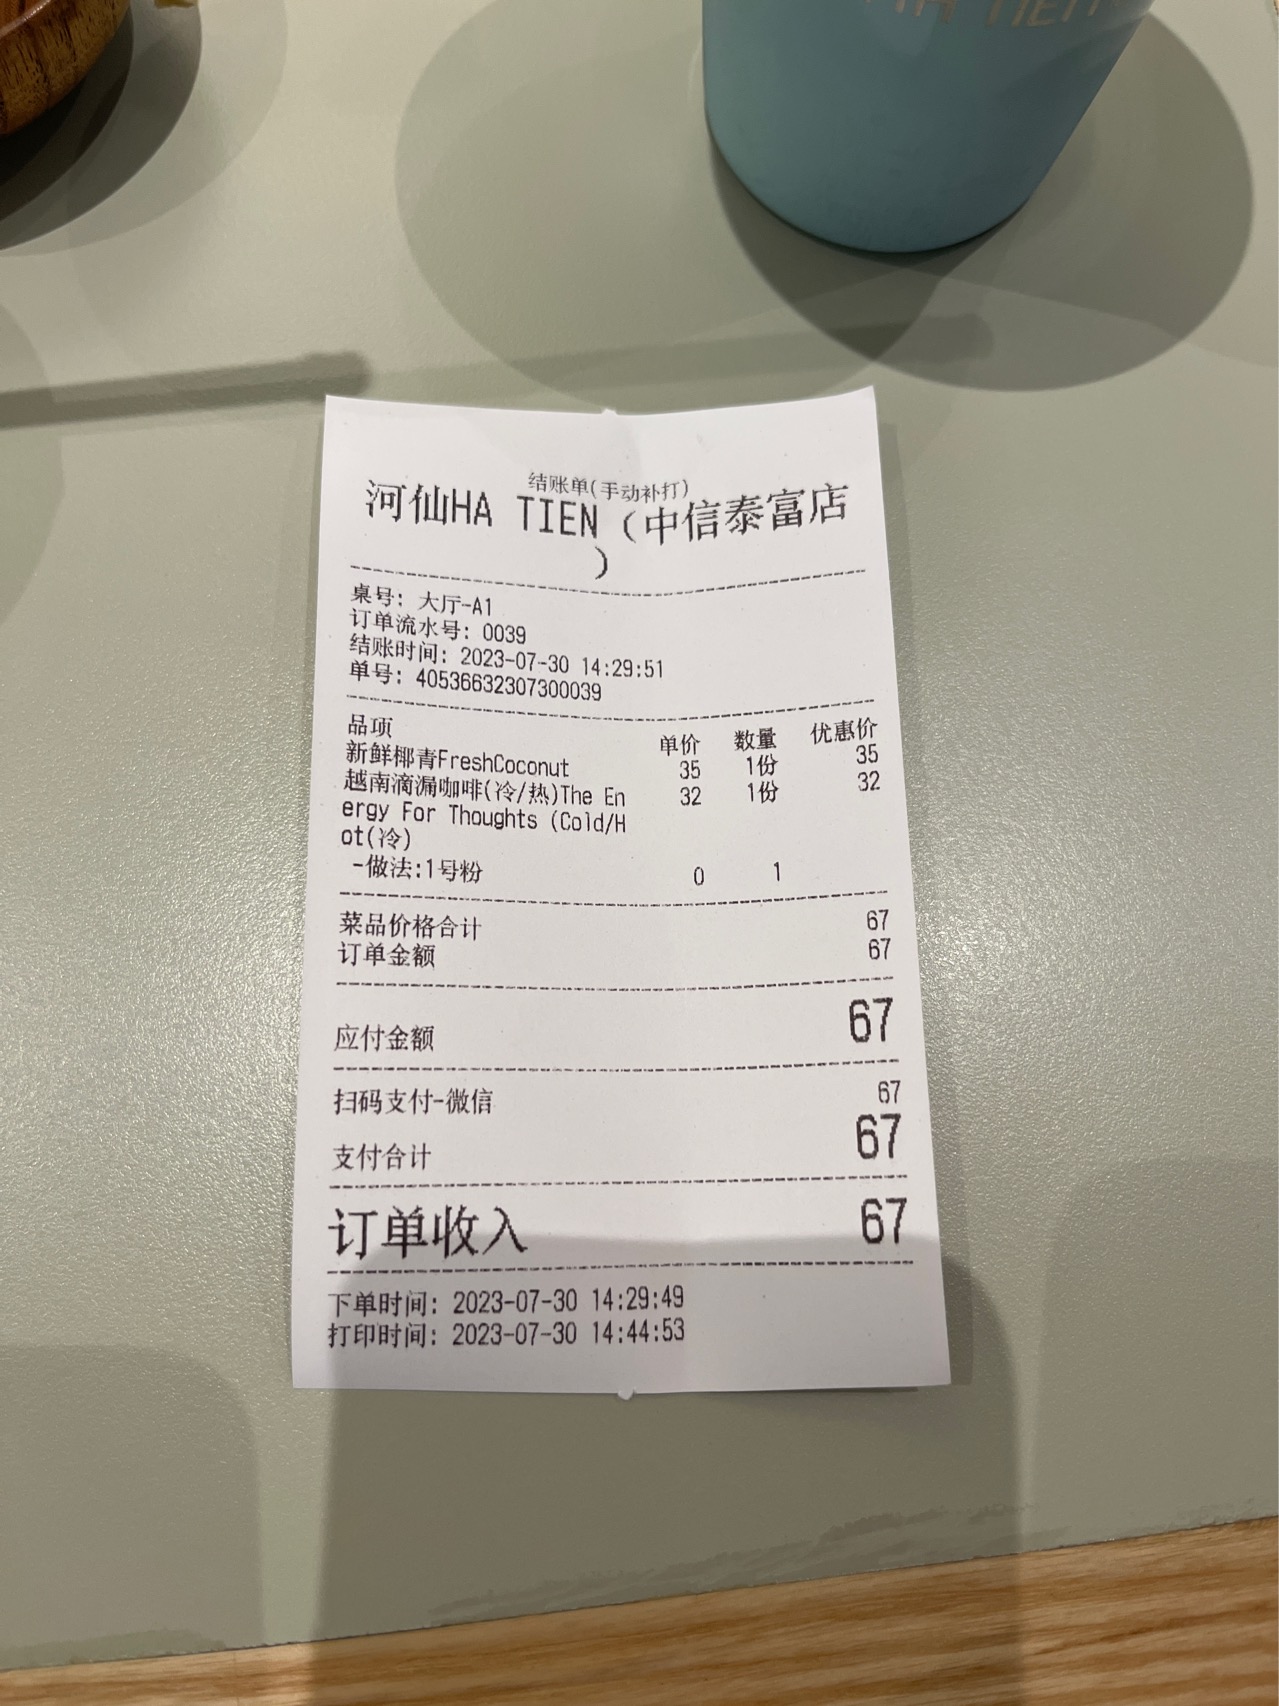 HA TIEN
结账单(手动补打)
河仙HA TIEN（中信泰富店
）
桌号: 大厅-A1
订单流水号: 0039
结账时间: 2023-07-30 14:29:51
单号: 40536632307300039
品项 单价 数量 优惠价
新鲜椰青FreshCoconut 35 1份 35
越南滴漏咖啡(冷/热)The En 32 1份 32
ergy For Thoughts (Cold/H
ot(冷)
-做法:1号粉 0 1
菜品价格合计 67
订单金额 67
应付金额 67
扫码支付-微信 67
支付合计 67
订单收入 67
下单时间: 2023-07-30 14:29:49
打印时间: 2023-07-30 14:44:53